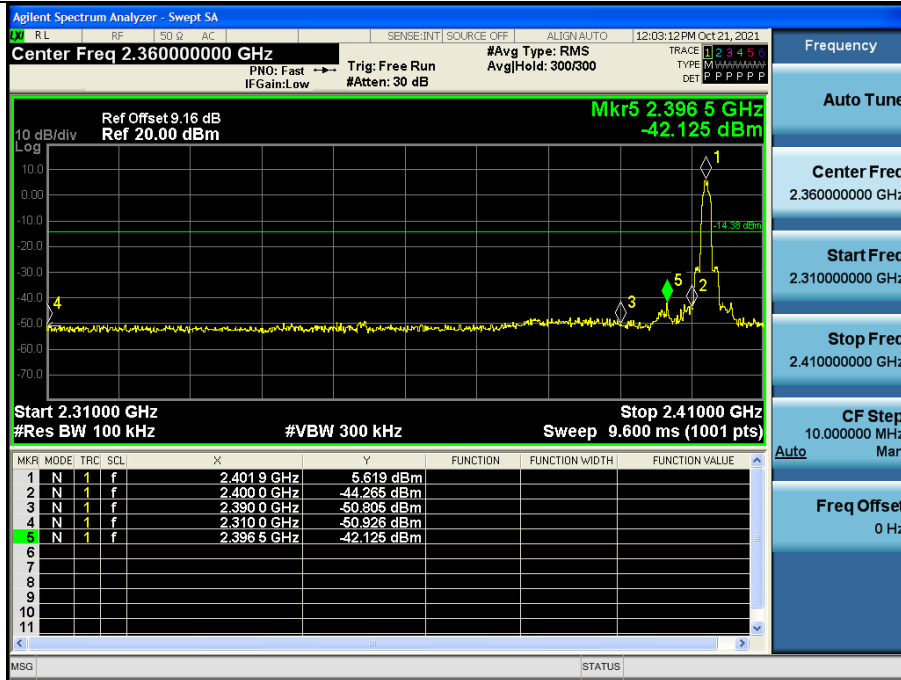 Agilent Spectrum Analyzer - Swept SA
LXI RL RF 50 Ω AC SENSE:INT SOURCE OFF ALIGNAUTO 12:03:12PM Oct 21, 2021
Center Freq 2.360000000 GHz
PNO: Fast
IFGain:Low
Trig: Free Run
#Atten: 30 dB
#Avg Type: RMS
Avg|Hold: 300/300
TRACE 1 2 3 4 5 6
TYPE M W W W W W
DET P P P P P P
Frequency
Auto Tune
Center Freq
2.360000000 GHz
Start Freq
2.310000000 GHz
Stop Freq
2.410000000 GHz
CF Step
10.000000 MHz
Auto Man
Freq Offset
0 Hz
Mkr5 2.396 5 GHz
-42.125 dBm
Ref Offset 9.16 dB
10 dB/div Ref 20.00 dBm
Log
10.0
0.00
-10.0
-20.0
-30.0
-40.0
-50.0
-60.0
-70.0
-14.38 dBm
1
2
3
4
5
Start 2.31000 GHz Stop 2.41000 GHz
#Res BW 100 kHz #VBW 300 kHz Sweep 9.600 ms (1001 pts)
MKR MODE TRC SCL X Y FUNCTION FUNCTION WIDTH FUNCTION VALUE
1 N 1 f 2.401 9 GHz 5.619 dBm
2 N 1 f 2.400 0 GHz -44.265 dBm
3 N 1 f 2.390 0 GHz -50.805 dBm
4 N 1 f 2.310 0 GHz -50.926 dBm
5 N 1 f 2.396 5 GHz -42.125 dBm
6
7
8
9
10
11
MSG STATUS